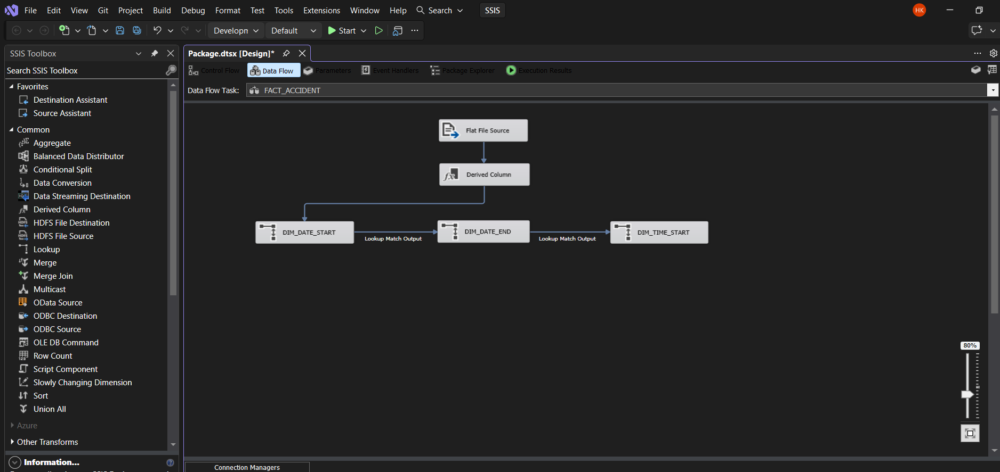 File Edit View Git Project Build Debug Format Test Tools Extensions Window Help Search SSIS HK
Developn Default Start
SSIS Toolbox
Search SSIS Toolbox
Favorites
Destination Assistant
Source Assistant
Common
Aggregate
Balanced Data Distributor
Conditional Split
Data Conversion
Data Streaming Destination
Derived Column
HDFS File Destination
HDFS File Source
Lookup
Merge
Merge Join
Multicast
OData Source
ODBC Destination
ODBC Source
OLE DB Command
Row Count
Script Component
Slowly Changing Dimension
Sort
Union All
Azure
Other Transforms
Information...
Package.dtsx [Design]*
Control Flow Data Flow Parameters Event Handlers Package Explorer Execution Results
Data Flow Task: FACT_ACCIDENT
Flat File Source
Derived Column
DIM_DATE_START
Lookup Match Output
DIM_DATE_END
Lookup Match Output
DIM_TIME_START
80%
Connection Managers